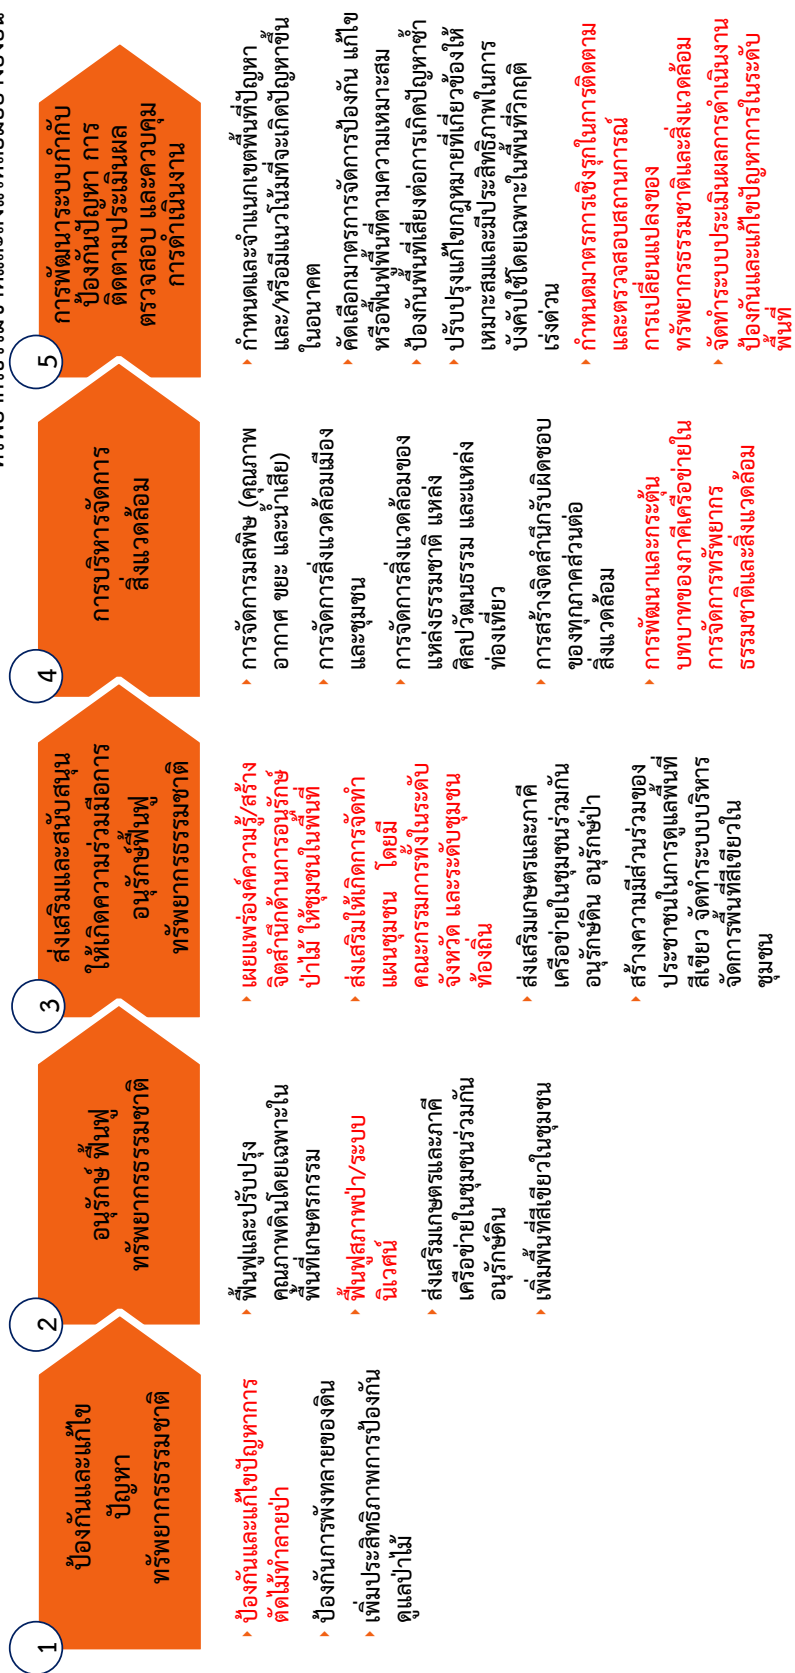 1
ป้องกันและแก้ไข
ปัญหา
ทรัพยากรธรรมชาติ
ป้องกันและแก้ไขปัญหาการ
ตัดไม้ทำลายป่า
ป้องกันการพังทลายของดิน
เพิ่มประสิทธิภาพการป้องกัน
ดูแลป่าไม้
2
อนุรักษ์ ฟื้นฟู
ทรัพยากรธรรมชาติ
ฟื้นฟูและปรับปรุง
คุณภาพดินโดยเฉพาะใน
พื้นที่เกษตรกรรม
ฟื้นฟูสภาพป่า/ระบบ
นิเวศน์
ส่งเสริมเกษตรและภาคี
เครือข่ายในชุมชนร่วมกัน
อนุรักษ์ดิน
เพิ่มพื้นที่สีเขียวในชุมชน
3
ส่งเสริมและสนับสนุน
ให้เกิดความร่วมมือการ
อนุรักษ์ฟื้นฟู
ทรัพยากรธรรมชาติ
เผยแพร่องค์ความรู้/สร้าง
จิตสำนึกด้านการอนุรักษ์
ป่าไม้ ให้ชุมชนในพื้นที่
ส่งเสริมให้เกิดการจัดทำ
แผนชุมชน โดยมี
คณะกรรมการทั้งในระดับ
จังหวัด และระดับชุมชน
ท้องถิ่น
ส่งเสริมเกษตรและภาคี
เครือข่ายในชุมชนร่วมกัน
อนุรักษ์ดิน อนุรักษ์ป่า
สร้างความมีส่วนร่วมของ
ประชาชนในการดูแลพื้นที่
สีเขียว จัดทำระบบบริหาร
จัดการพื้นที่สีเขียวใน
ชุมชน
4
การบริหารจัดการ
สิ่งแวดล้อม
การจัดการมลพิษ (คุณภาพ
อากาศ ขยะ และน้ำเสีย)
การจัดการสิ่งแวดล้อมเมือง
และชุมชน
การจัดการสิ่งแวดล้อมของ
แหล่งธรรมชาติ แหล่ง
ศิลปวัฒนธรรม และแหล่ง
ท่องเที่ยว
การสร้างจิตสำนึกรับผิดชอบ
ของทุกภาคส่วนต่อ
สิ่งแวดล้อม
การพัฒนาและกระตุ้น
บทบาทของภาคีเครือข่ายใน
การจัดการทรัพยากร
ธรรมชาติและสิ่งแวดล้อม
5
การพัฒนาระบบกำกับ
ป้องกันปัญหา การ
ติดตามประเมินผล
ตรวจสอบ และควบคุม
การดำเนินงาน
กำหนดและจำแนกเขตพื้นที่ปัญหา
และ/หรือมีแนวโน้มที่จะเกิดปัญหาขึ้น
ในอนาคต
คัดเลือกมาตรการจัดการป้องกัน แก้ไข
หรือฟื้นฟูพื้นที่ตามความเหมาะสม
ป้องกันพื้นที่เสี่ยงต่อการเกิดปัญหาซ้ำ
ปรับปรุงแก้ไขกฎหมายที่เกี่ยวข้องให้
เหมาะสมและมีประสิทธิภาพในการ
บังคับใช้โดยเฉพาะในพื้นที่วิกฤติ
เร่งด่วน
กำหนดมาตรการเชิงรุกในการติดตาม
และตรวจสอบสถานการณ์
การเปลี่ยนแปลงของ
ทรัพยากรธรรมชาติและสิ่งแวดล้อม
จัดทำระบบประเมินผลการดำเนินงาน
ป้องกันและแก้ไขปัญหาการในระดับ
พื้นที่